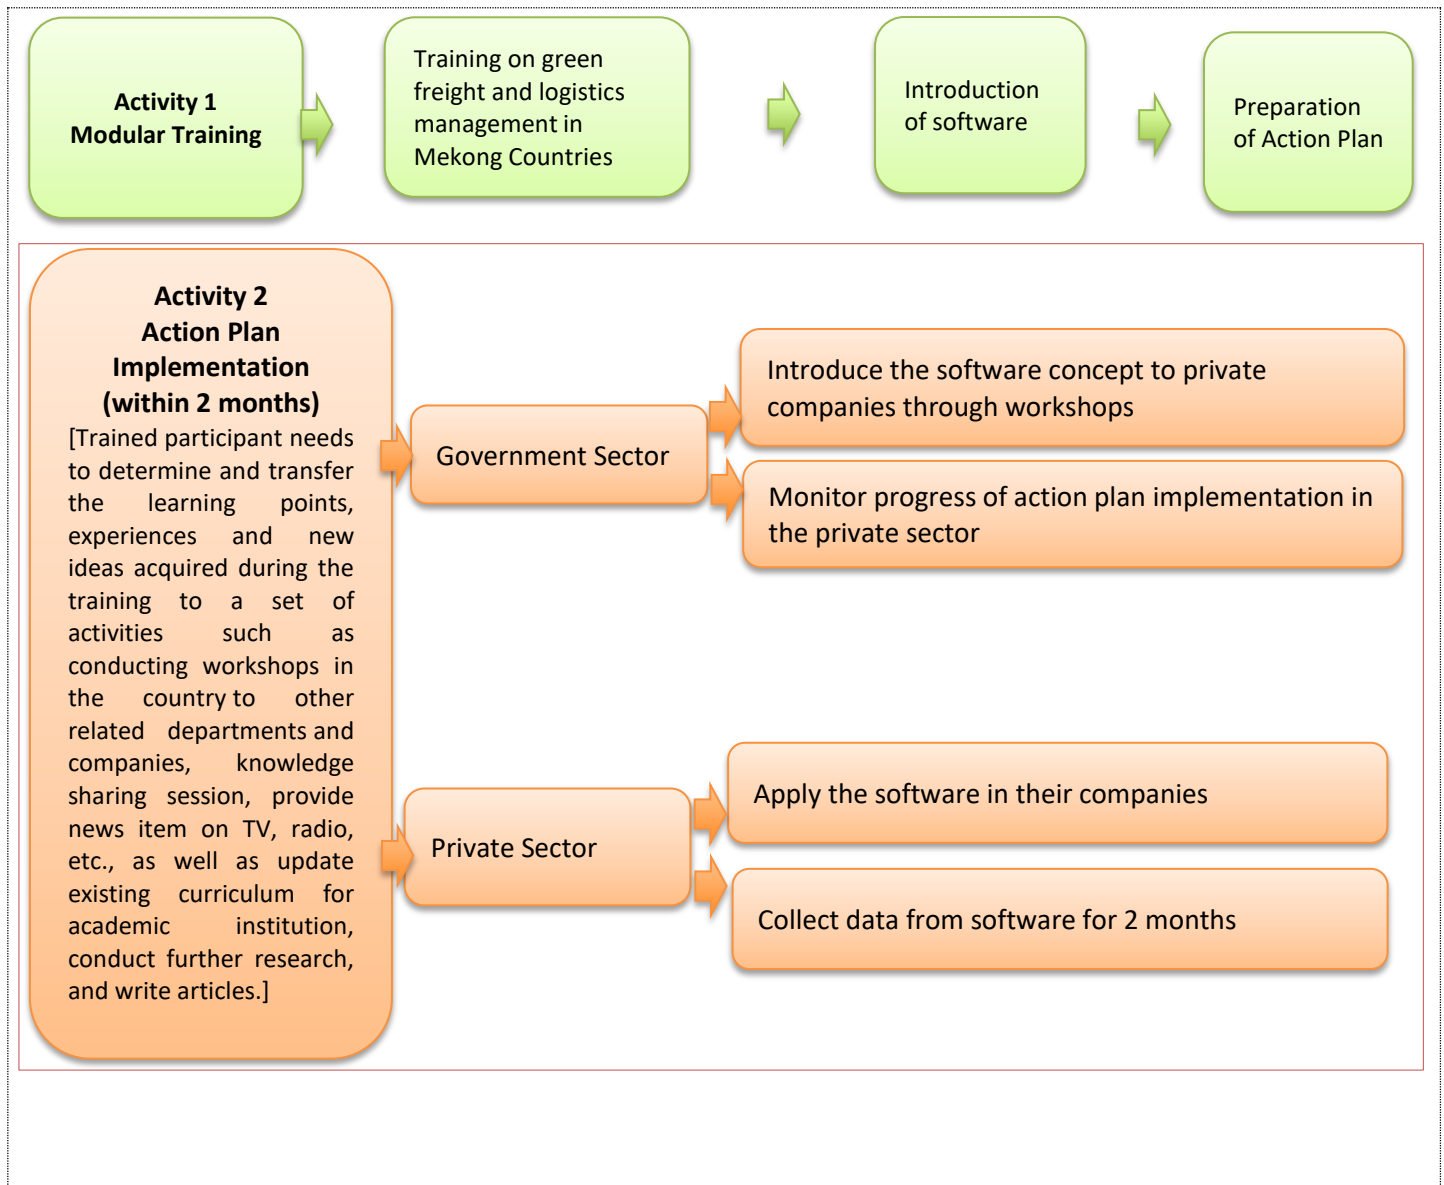 Activity 1
Modular Training
Training on green
freight and logistics
management in
Mekong Countries
Introduction
of software
Preparation
of Action Plan
Activity 2
Action Plan
Implementation
(within 2 months)
[Trained participant needs
to determine and transfer
the learning points,
experiences and new
ideas acquired during the
training to a set of
activities such as
conducting workshops in
the country to other
related departments and
companies, knowledge
sharing session, provide
news item on TV, radio,
etc., as well as update
existing curriculum for
academic institution,
conduct further research,
and write articles.]
Government Sector
Introduce the software concept to private
companies through workshops
Monitor progress of action plan implementation in
the private sector
Private Sector
Apply the software in their companies
Collect data from software for 2 months